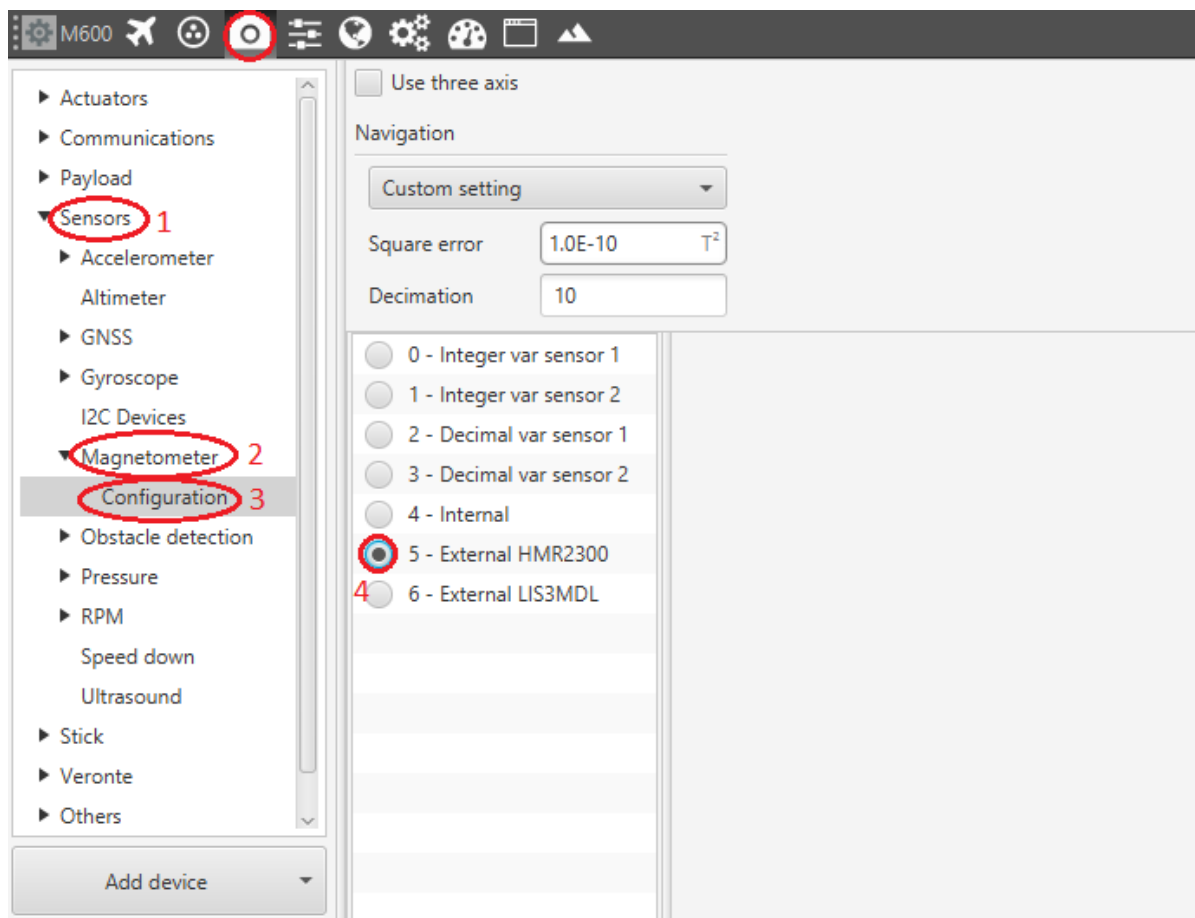 M600
Actuators
Communications
Payload
Sensors 1
Accelerometer
Altimeter
GNSS
Gyroscope
I2C Devices
Magnetometer 2
Configuration 3
Obstacle detection
Pressure
RPM
Speed down
Ultrasound
Stick
Veronte
Others
Add device
Use three axis
Navigation
Custom setting
Square error 1.0E-10 T²
Decimation 10
0 - Integer var sensor 1
1 - Integer var sensor 2
2 - Decimal var sensor 1
3 - Decimal var sensor 2
4 - Internal
5 - External HMR2300
4 6 - External LIS3MDL